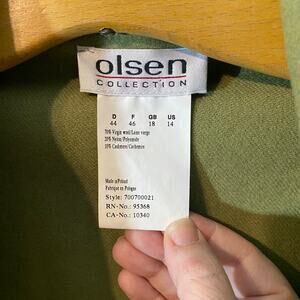 olsen
COLLECTION
D F GB US
44 46 18 14
70% Virgin wool/Laine vierge
20% Nylon/Polyamide
10% Cashmere/Cachemire
Made in Poland
Fabriqué en Pologne
Style: 700700021
RN-No.: 95368
CA-No.: 10340